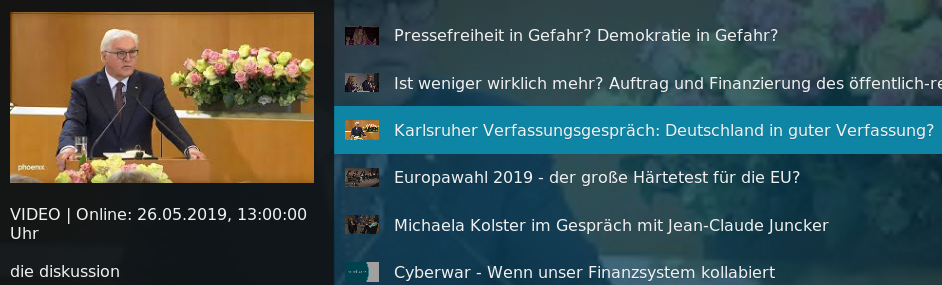 phoenix
VIDEO | Online: 26.05.2019, 13:00:00
Uhr
die diskussion
Pressefreiheit in Gefahr? Demokratie in Gefahr?
Ist weniger wirklich mehr? Auftrag und Finanzierung des öffentlich-re
Karlsruher Verfassungsgespräch: Deutschland in guter Verfassung?
Europawahl 2019 - der große Härtetest für die EU?
Michaela Kolster im Gespräch mit Jean-Claude Juncker
Cyberwar - Wenn unser Finanzsystem kollabiert